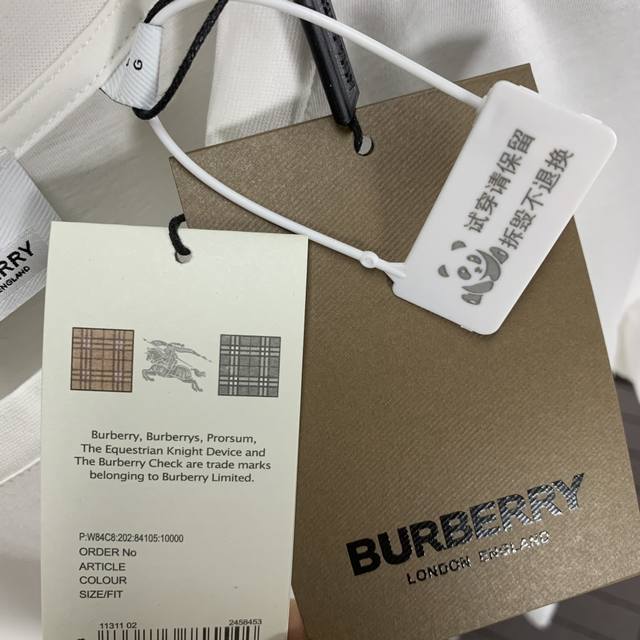 G
RRY
ENGLAND
试穿请保留
拆毁不退换
Burberry, Burberrys, Prorsum,
The Equestrian Knight Device and
The Burberry Check are trade marks
belonging to Burberry Limited.
P:W84C8:202:84105:10000
ORDER No
ARTICLE
COLOUR
SIZE/FIT
11311 02 2458453
BURBERRY
LONDON ENGLAND